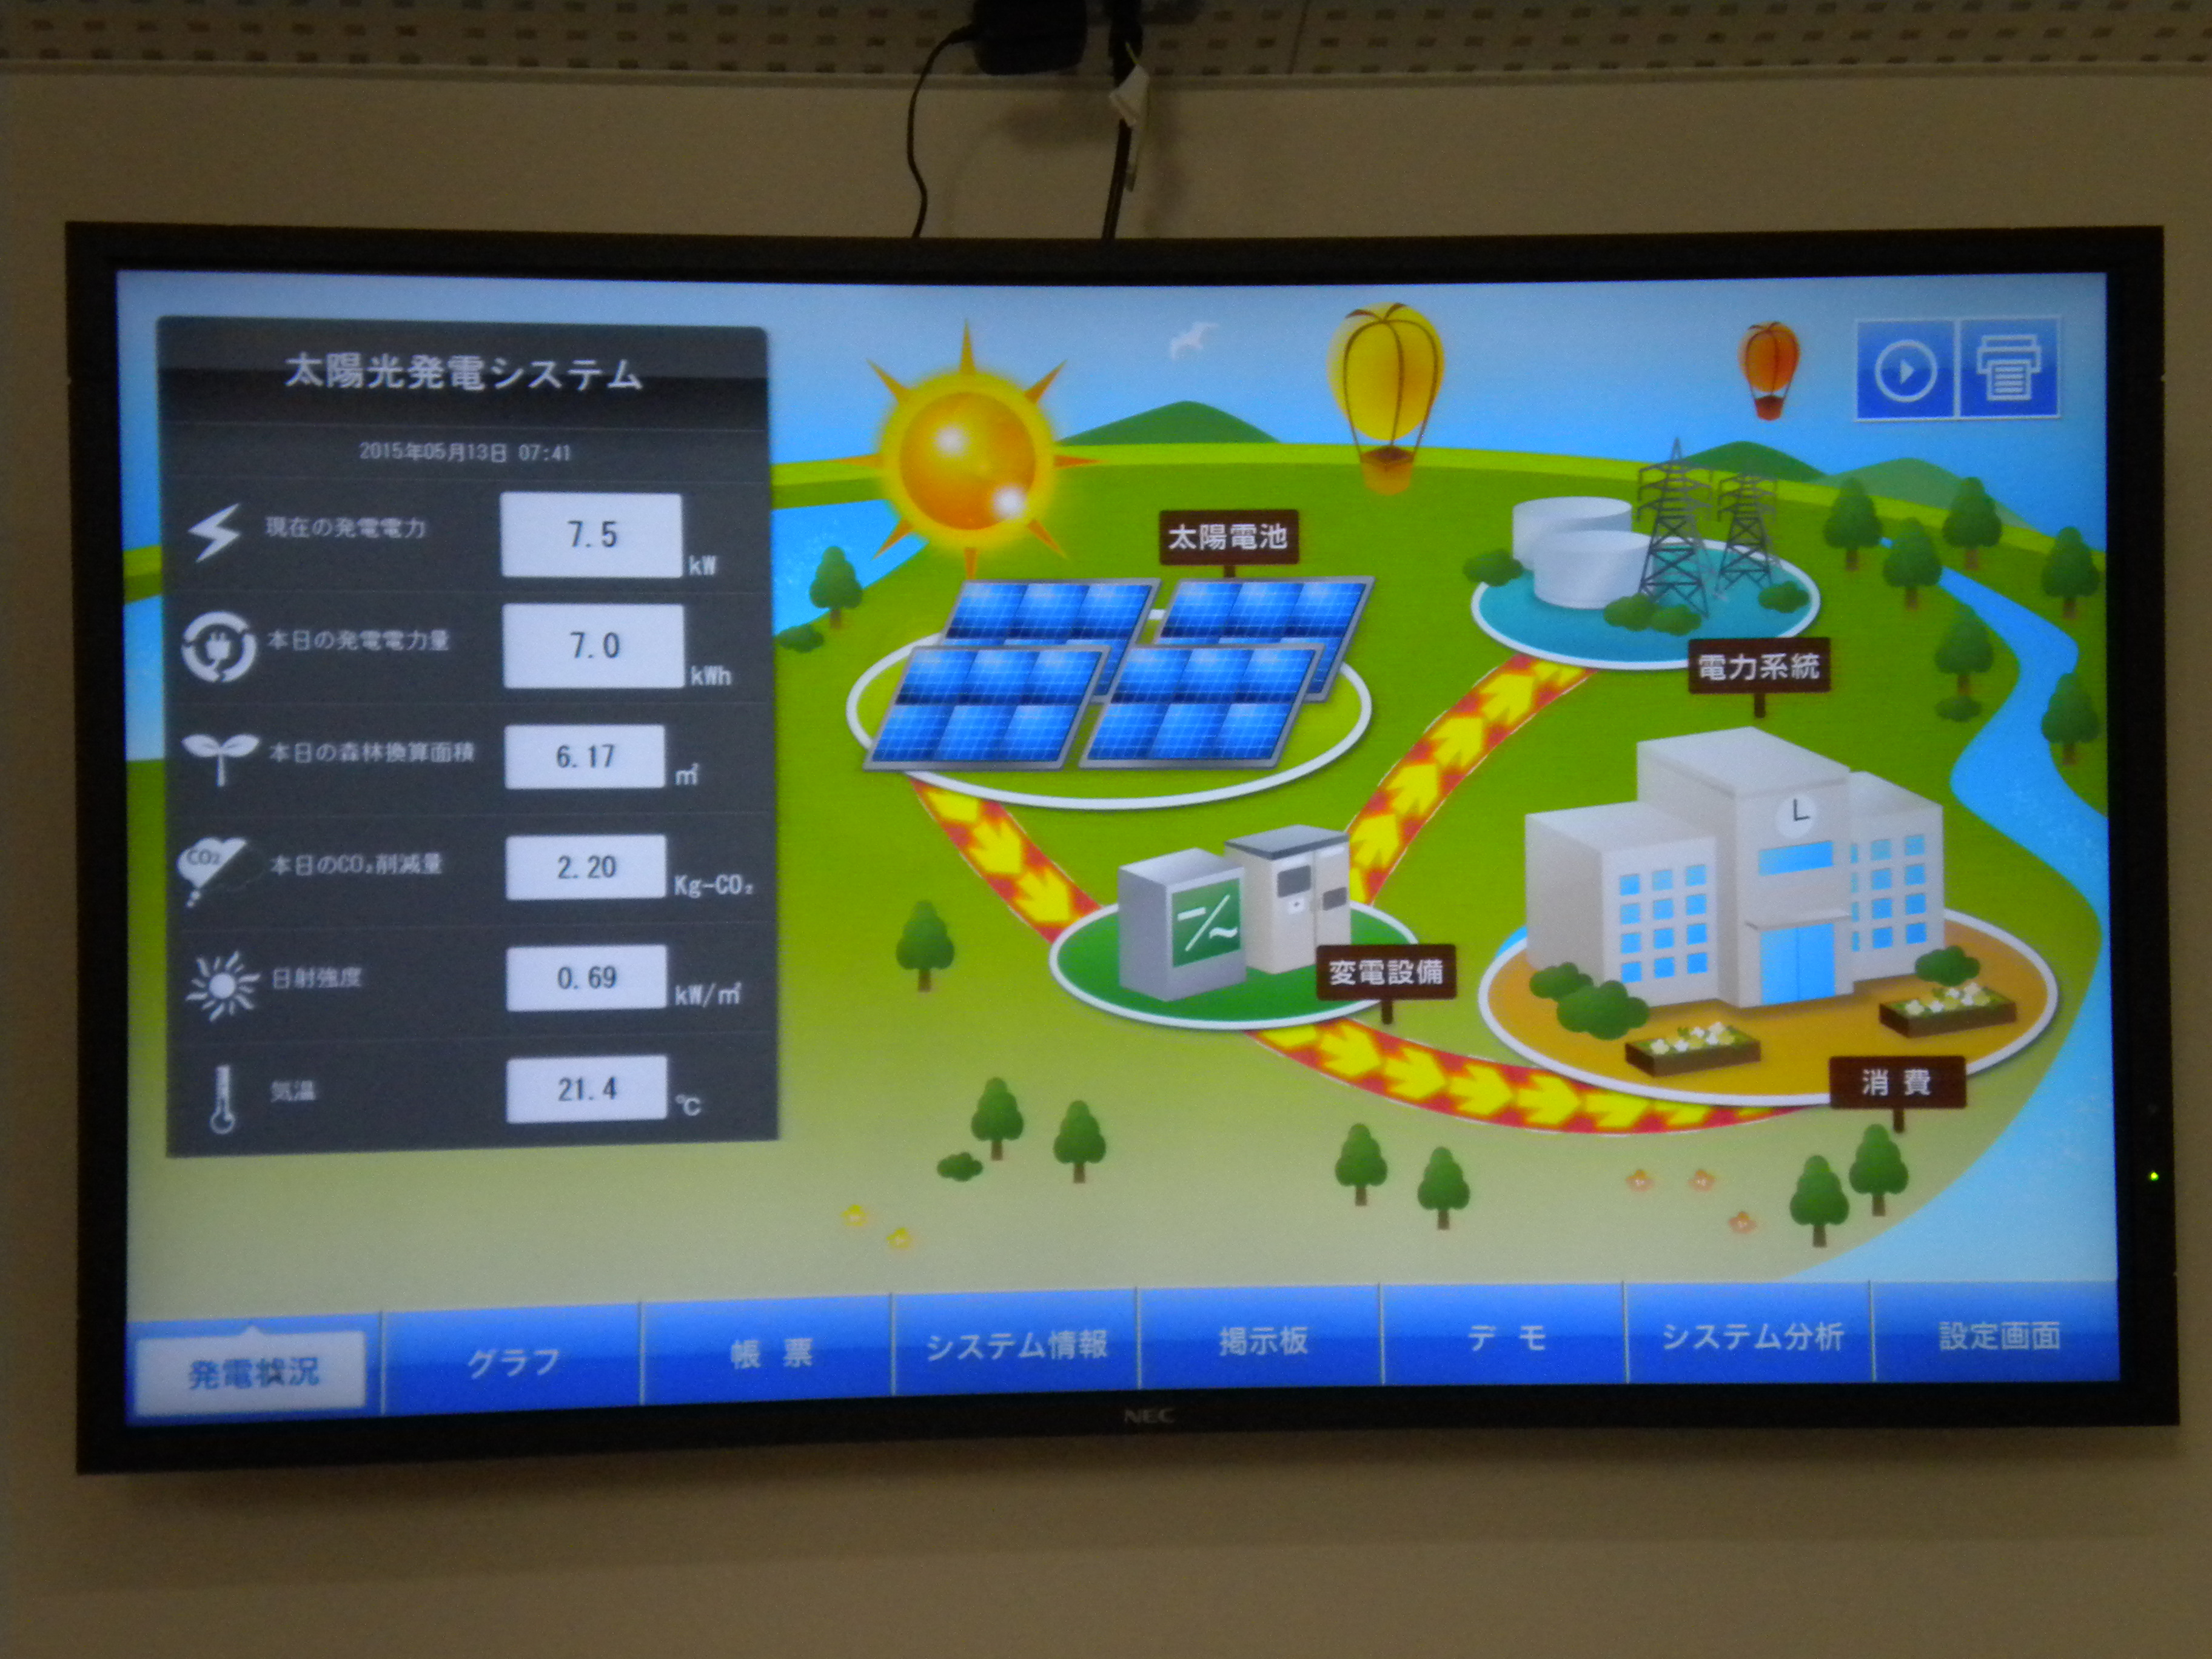 太陽光発電システム
2015年05月13日 07:41
現在の発電電力 7.5 kW
本日の発電電力量 7.0 kWh
本日の森林換算面積 6.17 ㎡
CO₂ 本日のCO₂削減量 2.20 Kg-CO₂
日射強度 0.69 kW/㎡
気温 21.4 ℃
太陽電池
電力系統
変電設備
消費
発電状況 グラフ 帳票 システム情報 掲示板 デモ システム分析 設定画面
NEC